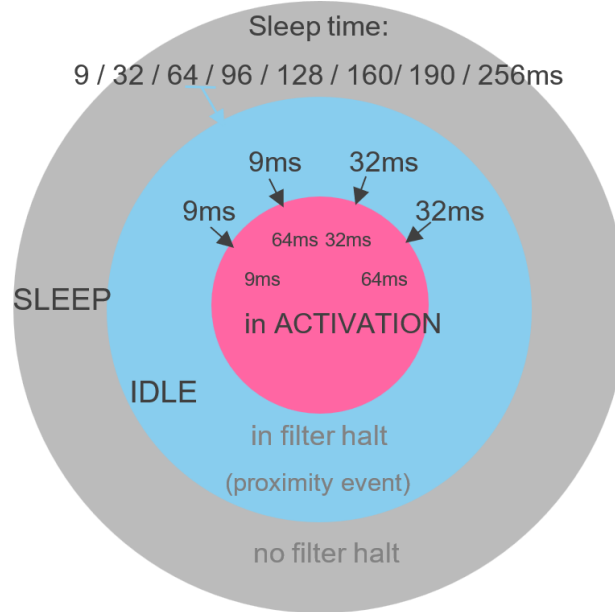 Sleep time:
9 / 32 / 64 / 96 / 128 / 160/ 190 / 256ms
9ms 32ms
9ms 32ms
64ms 32ms
9ms 64ms
SLEEP
in ACTIVATION
IDLE
in filter halt
(proximity event)
no filter halt